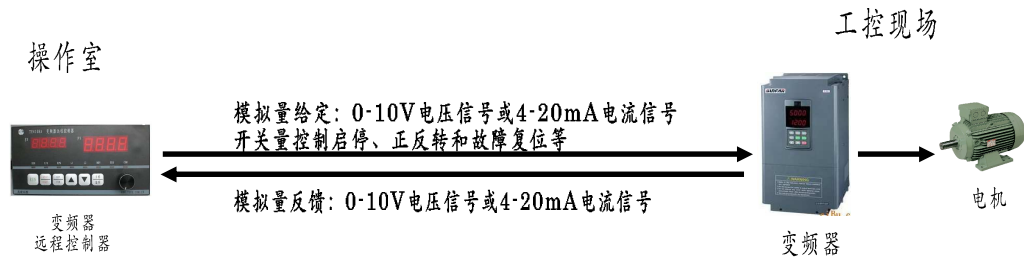 工控现场
操作室
模拟量给定：0-10V电压信号或4-20mA电流信号
开关量控制启停、正反转和故障复位等
模拟量反馈：0-10V电压信号或4-20mA电流信号
变频器
远程控制器
变频器
电机